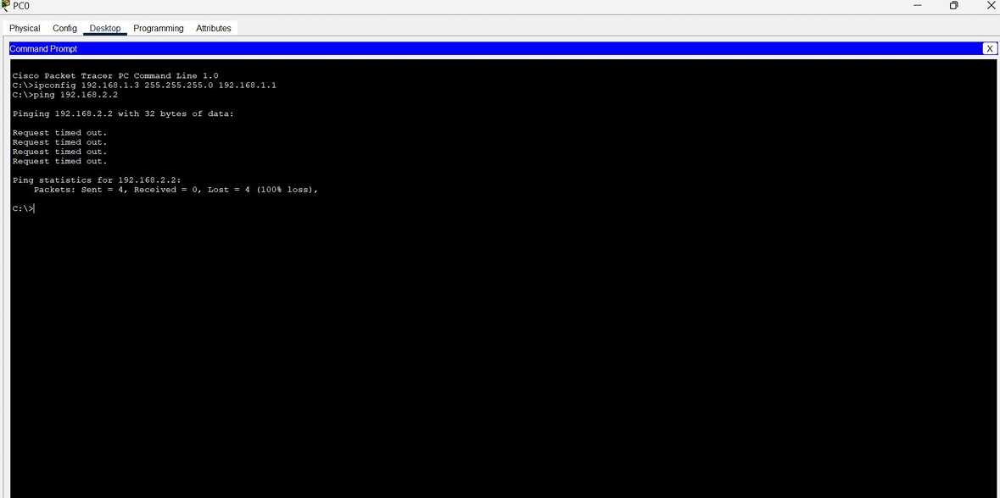 PC0
Physical Config Desktop Programming Attributes
Command Prompt
X
Cisco Packet Tracer PC Command Line 1.0
C:\>ipconfig 192.168.1.3 255.255.255.0 192.168.1.1
C:\>ping 192.168.2.2
Pinging 192.168.2.2 with 32 bytes of data:
Request timed out.
Request timed out.
Request timed out.
Request timed out.
Ping statistics for 192.168.2.2:
Packets: Sent = 4, Received = 0, Lost = 4 (100% loss),
C:\>